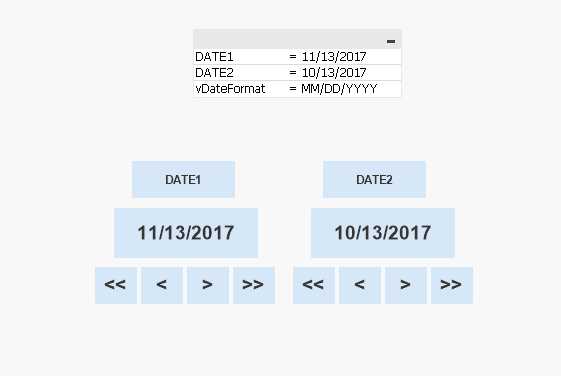 DATE1 = 11/13/2017
DATE2 = 10/13/2017
vDateFormat = MM/DD/YYYY
DATE1 DATE2
11/13/2017 10/13/2017
<< < > >> << < > >>